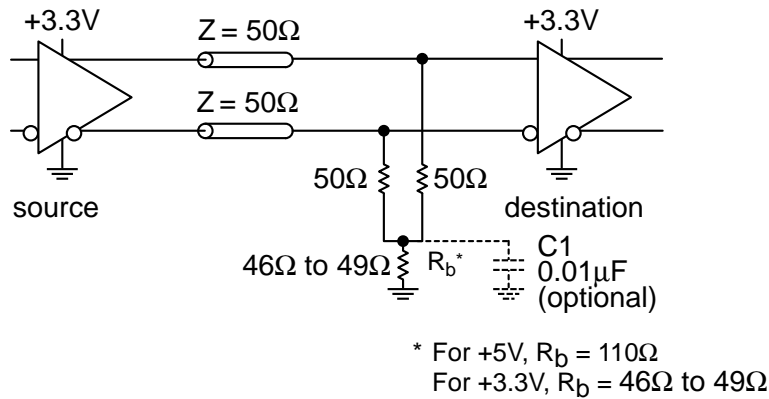 +3.3V
+3.3V
Z = 50Ω
Z = 50Ω
50Ω
50Ω
source
destination
46Ω to 49Ω
Rb*
C1
0.01µF
(optional)
* For +5V, Rb = 110Ω
For +3.3V, Rb = 46Ω to 49Ω